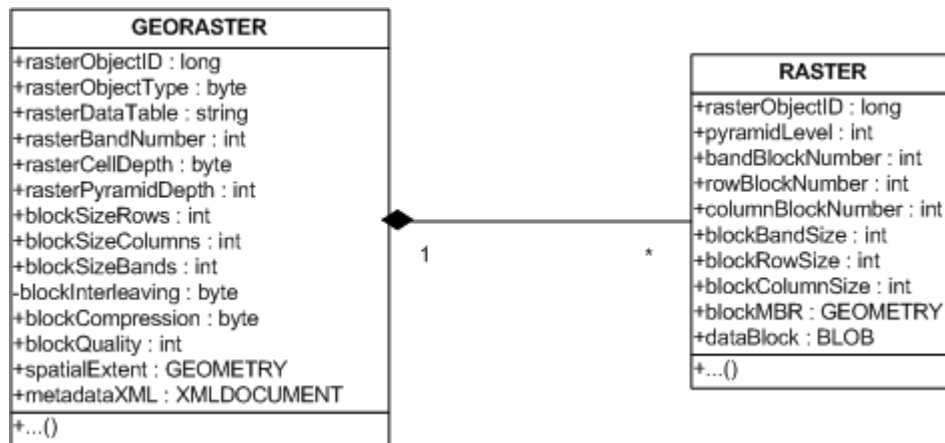 GEORASTER
+rasterObjectID : long
+rasterObjectType : byte
+rasterDataTable : string
+rasterBandNumber : int
+rasterCellDepth : byte
+rasterPyramidDepth : int
+blockSizeRows : int
+blockSizeColumns : int
+blockSizeBands : int
-blockInterleaving : byte
+blockCompression : byte
+blockQuality : int
+spatialExtent : GEOMETRY
+metadataXML : XMLDOCUMENT
+...()
1
*
RASTER
+rasterObjectID : long
+pyramidLevel : int
+bandBlockNumber : int
+rowBlockNumber : int
+columnBlockNumber : int
+blockBandSize : int
+blockRowSize : int
+blockColumnSize : int
+blockMBR : GEOMETRY
+dataBlock : BLOB
+...()